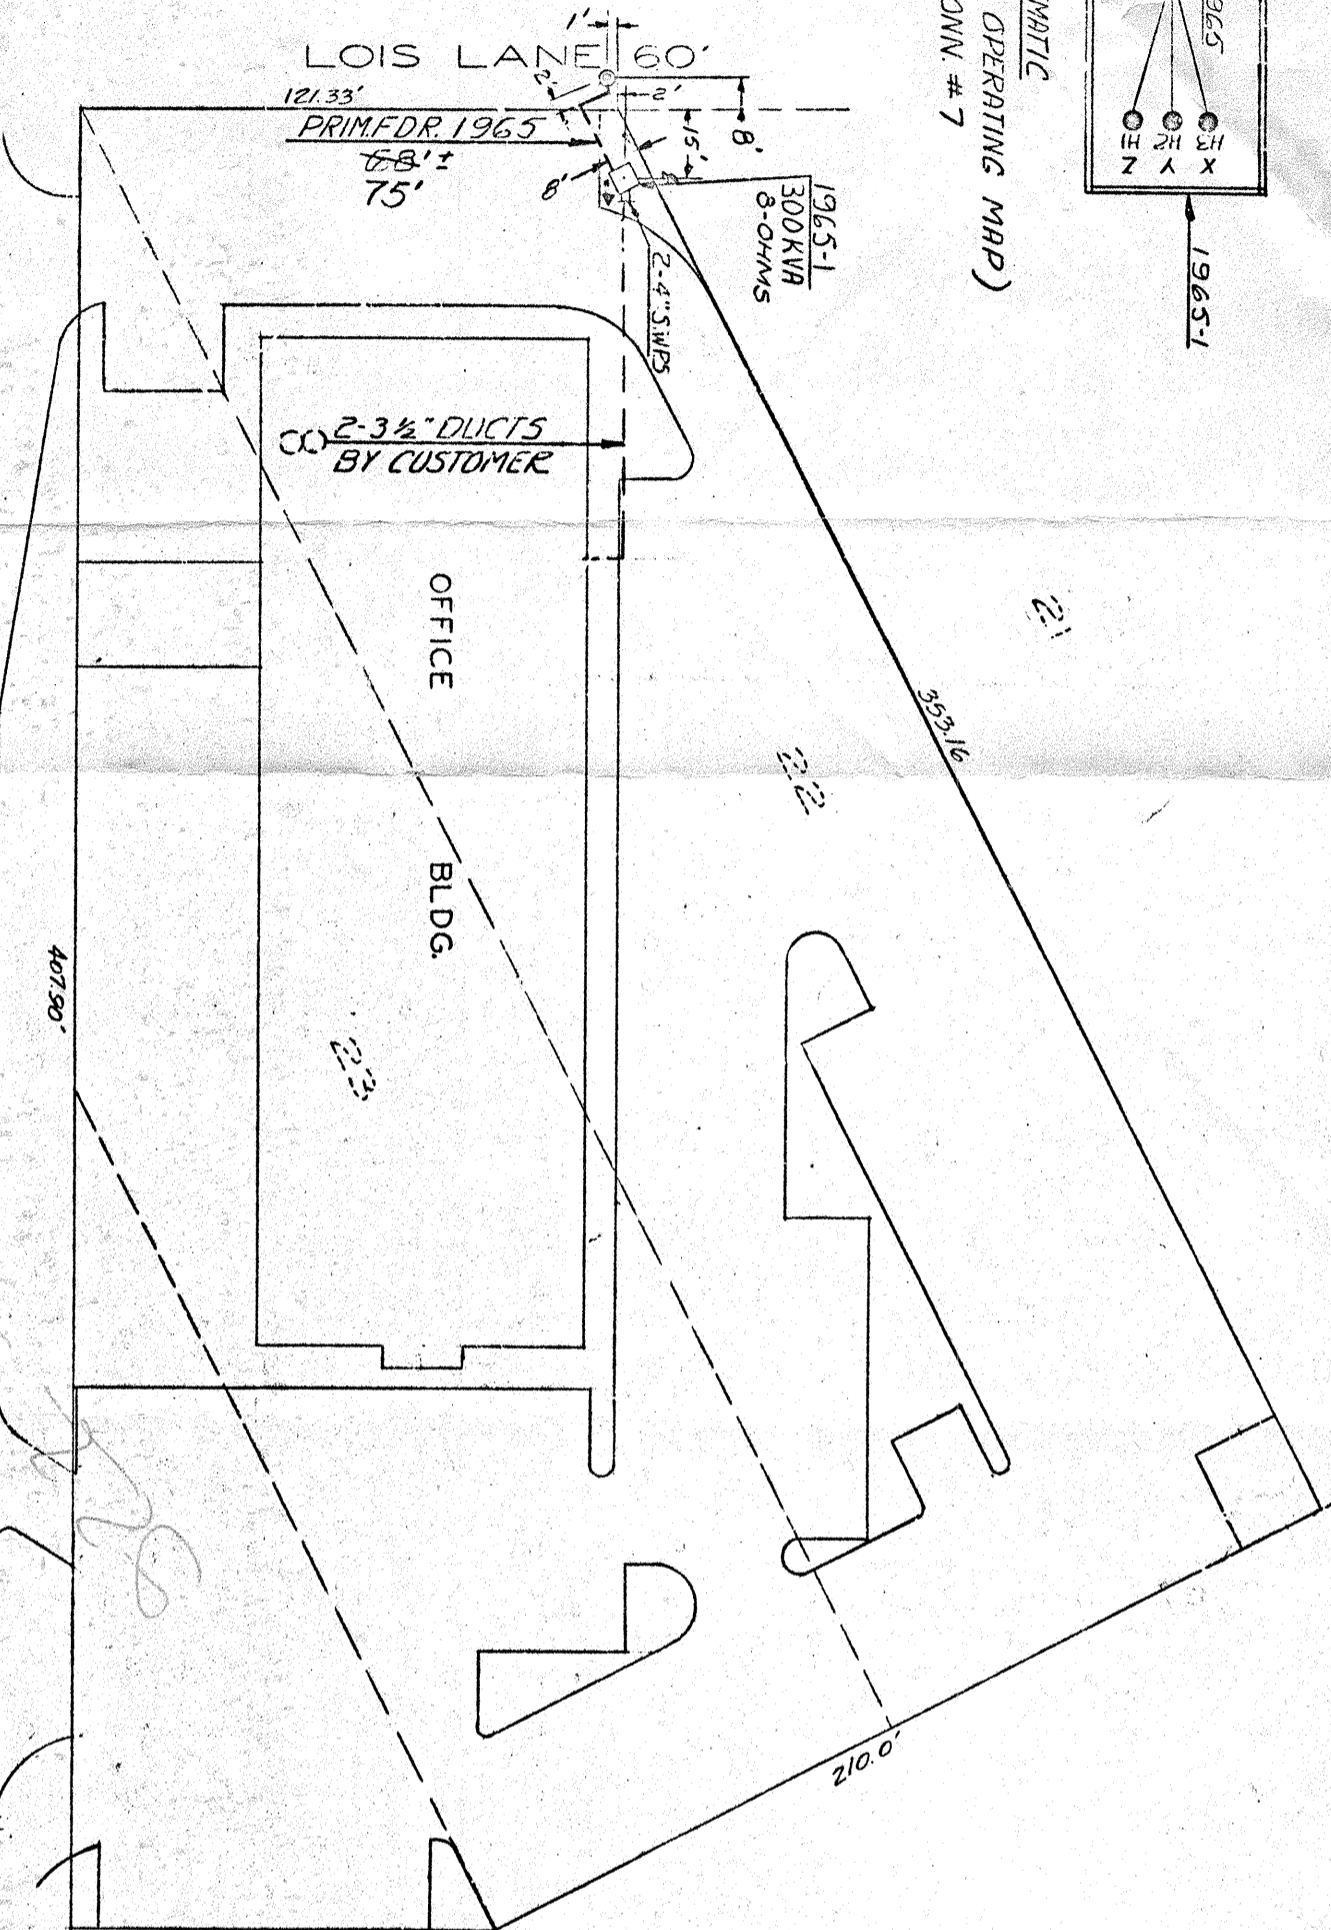 1'
LOIS LANE 60'
121.33'
2'
2'
PRIM.FDR. 1965
68'±
75'
8'
15'
8'
1965-1
300 KVA
8-OHMS
2-4" S.WPS
2-3½" DUCTS
BY CUSTOMER
OFFICE BLDG.
21
22
23
353.16
407.90'
210.0'
MATIC
OPERATING MAP)
ONN. #7
965
H1 H2 H3
Z Y X
1965-1